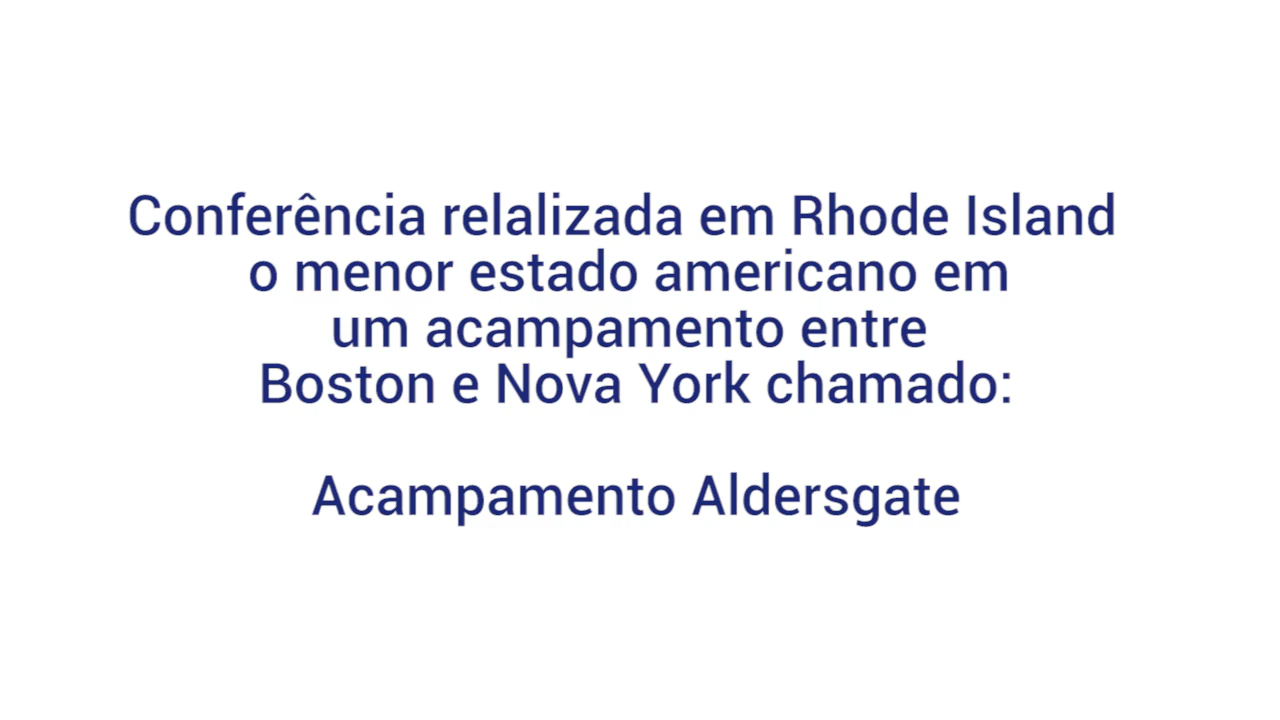 Conferência relalizada em Rhode Island
o menor estado americano em
um acampamento entre
Boston e Nova York chamado:
Acampamento Aldersgate